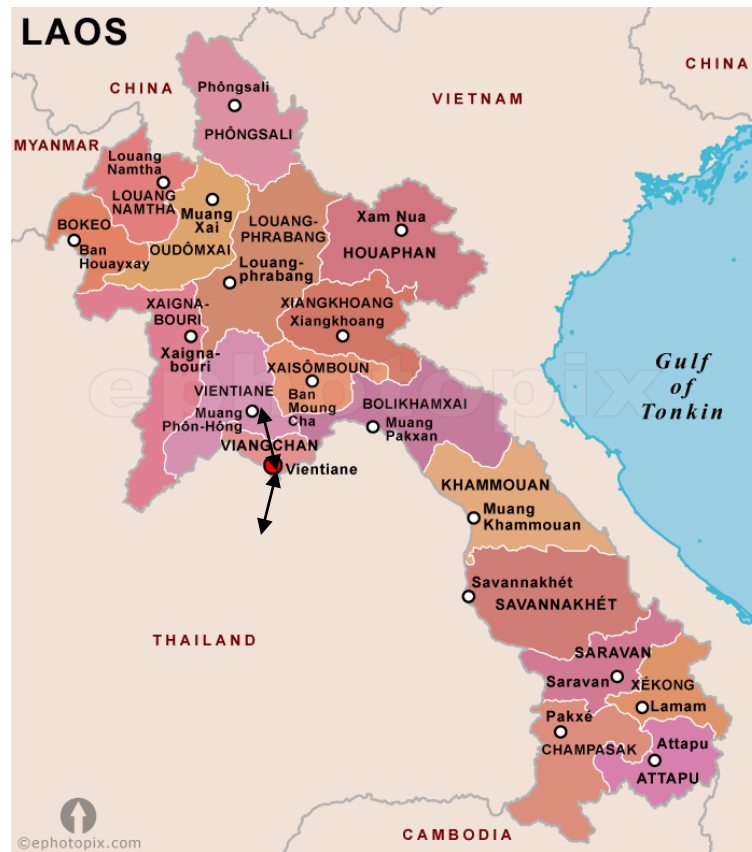 LAOS
CHINA
CHINA
VIETNAM
MYANMAR
Phôngsali
PHÔNGSALI
Louang
Namtha
LOUANG
NAMTHA
Muang
Xai
OUDÔMXAI
BOKEO
Ban
Houayxay
LOUANG-
PHRABANG
Louang-
phrabang
Xam Nua
HOUAPHAN
XAIGNA-
BOURI
Xaigna-
bouri
XIANGKHOANG
Xiangkhoang
XAISÔMBOUN
Ban
Moung
Cha
VIENTIANE
Muang
Phôn-Hông
BOLIKHAMXAI
Muang
Pakxan
VIANGCHAN
Vientiane
Gulf
of
Tonkin
ephotopix
KHAMMOUAN
Muang
Khammouan
Savannakhét
SAVANNAKHÉT
THAILAND
SARAVAN
Saravan
XÉKONG
Lamam
Pakxé
CHAMPASAK
Attapu
ATTAPU
CAMBODIA
©ephotopix.com